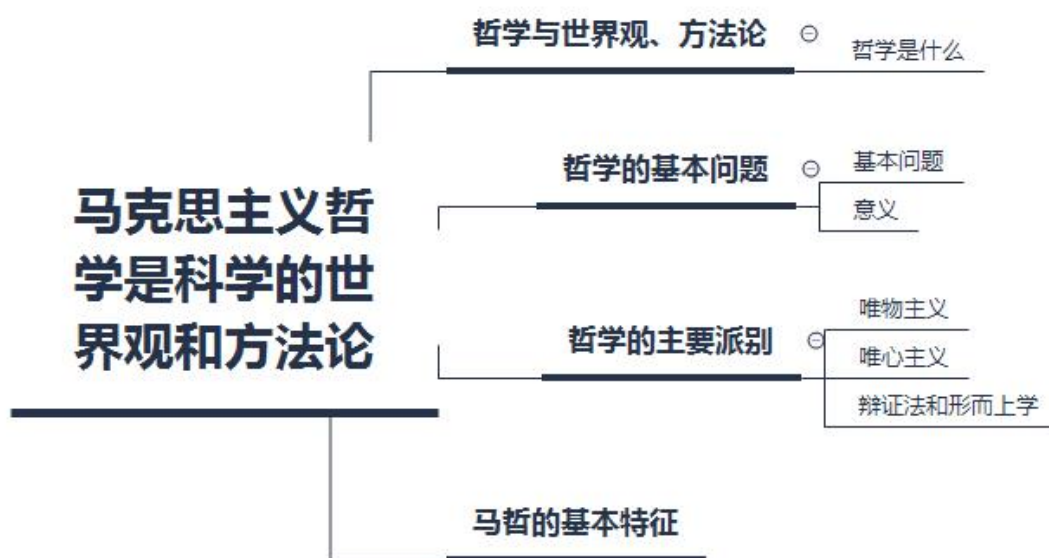 哲学与世界观、方法论
哲学是什么
哲学的基本问题
基本问题
意义
马克思主义哲
学是科学的世
界观和方法论
哲学的主要派别
唯物主义
唯心主义
辩证法和形而上学
马哲的基本特征